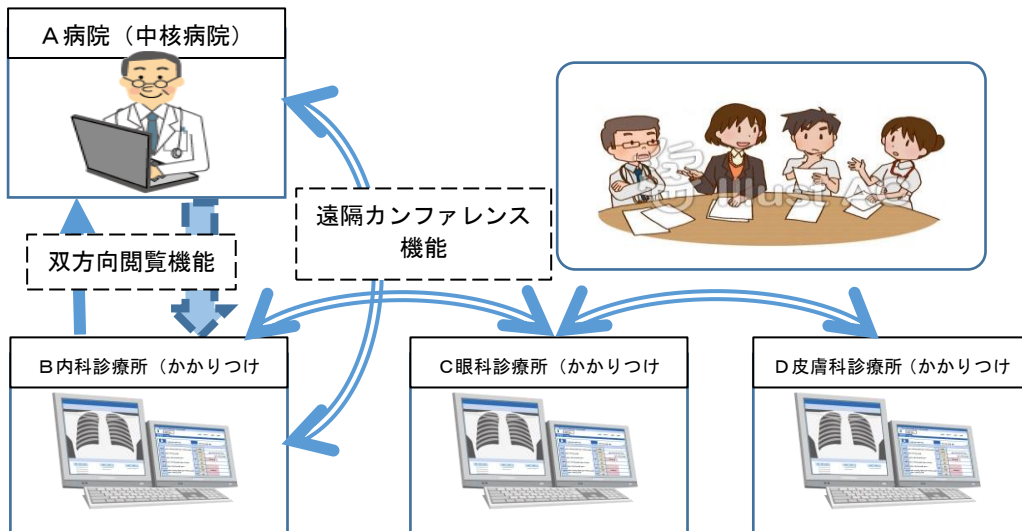 A病院（中核病院）
遠隔カンファレンス
機能
双方向閲覧機能
B内科診療所（かかりつけ
C眼科診療所（かかりつけ
D皮膚科診療所（かかりつけ